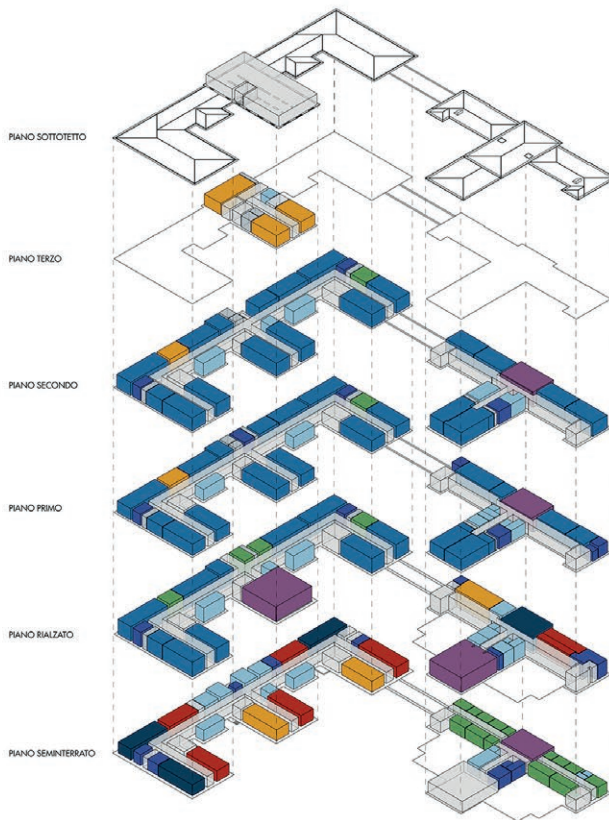 PIANO SOTTOTETTO
PIANO TERZO
PIANO SECONDO
PIANO PRIMO
PIANO RIALZATO
PIANO SEMINTERRATO